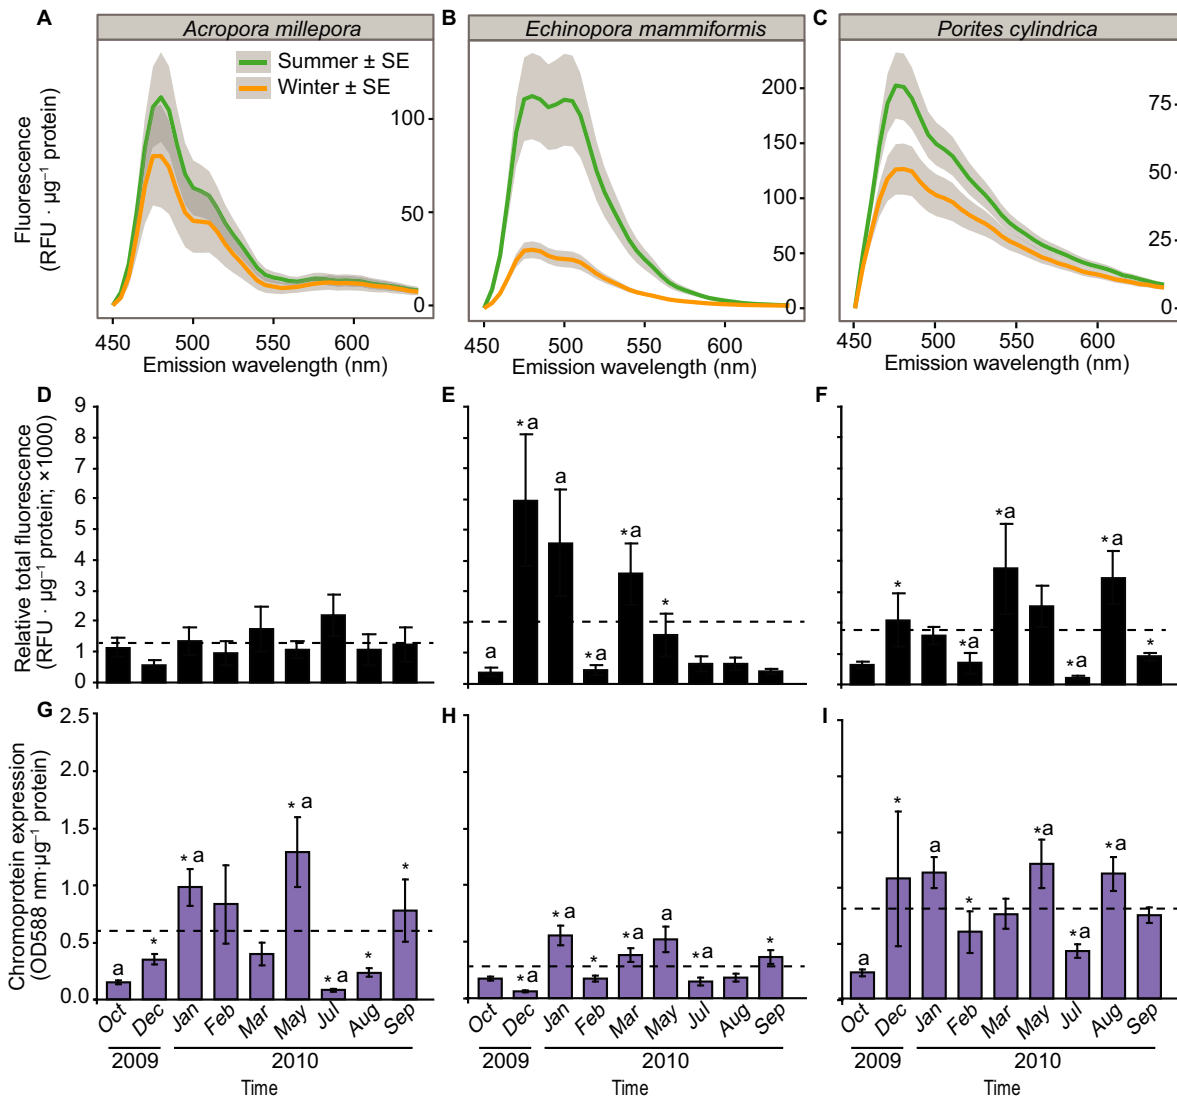 A
Acropora millepora
B
Echinopora mammiformis
C
Porites cylindrica
Summer ± SE
Winter ± SE
Fluorescence
(RFU · µg⁻¹ protein)
100
50
0
200
150
100
50
0
75
50
25
0
450 500 550 600
450 500 550 600
450 500 550 600
Emission wavelength (nm)
Emission wavelength (nm)
Emission wavelength (nm)
D
E
F
Relative total fluorescence
(RFU · µg⁻¹ protein; ×1000)
9
8
7
6
5
4
3
2
1
0
a
*a
a
*a
*a
*
*
*a
*a
*a
*a
*
G
H
I
Chromoprotein expression
(OD588 nm·µg⁻¹ protein)
2.5
2.0
1.5
1.0
0.5
0.0
a
*
*a
*a
*a
*
*
*a
*a
*
*a
a
*a
*
a
*
a
*
*a
*a
*a
Oct Dec Jan Feb Mar May Jul Aug Sep
Oct Dec Jan Feb Mar May Jul Aug Sep
Oct Dec Jan Feb Mar May Jul Aug Sep
2009 2010
2009 2010
2009 2010
Time
Time
Time